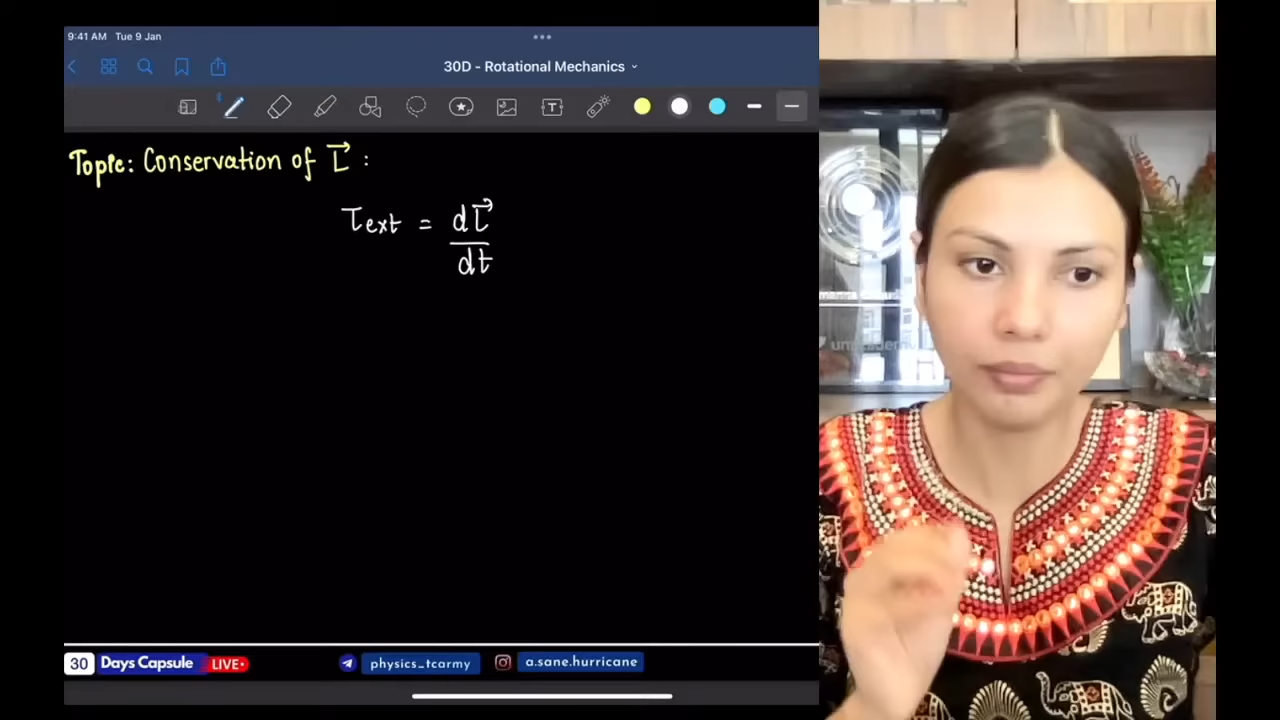 9:41 AM Tue 9 Jan
30D - Rotational Mechanics
T
Topic: Conservation of L⃗ :
τext = dL⃗
dt
30 Days Capsule LIVE
physics_tcarmy
a.sane.hurricane